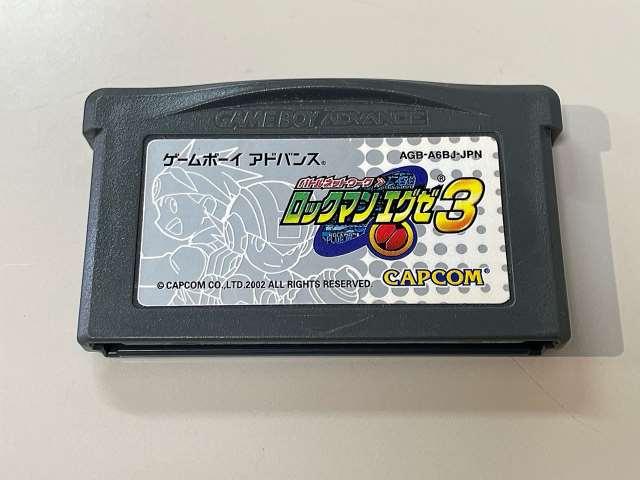 GAME BOY ADVANCE
ゲームボーイ アドバンス®
AGB-A6BJ-JPN
バトルネットワーク
ロックマン エグゼ®3
© CAPCOM CO.,LTD.2002 ALL RIGHTS RESERVED.
CAPCOM